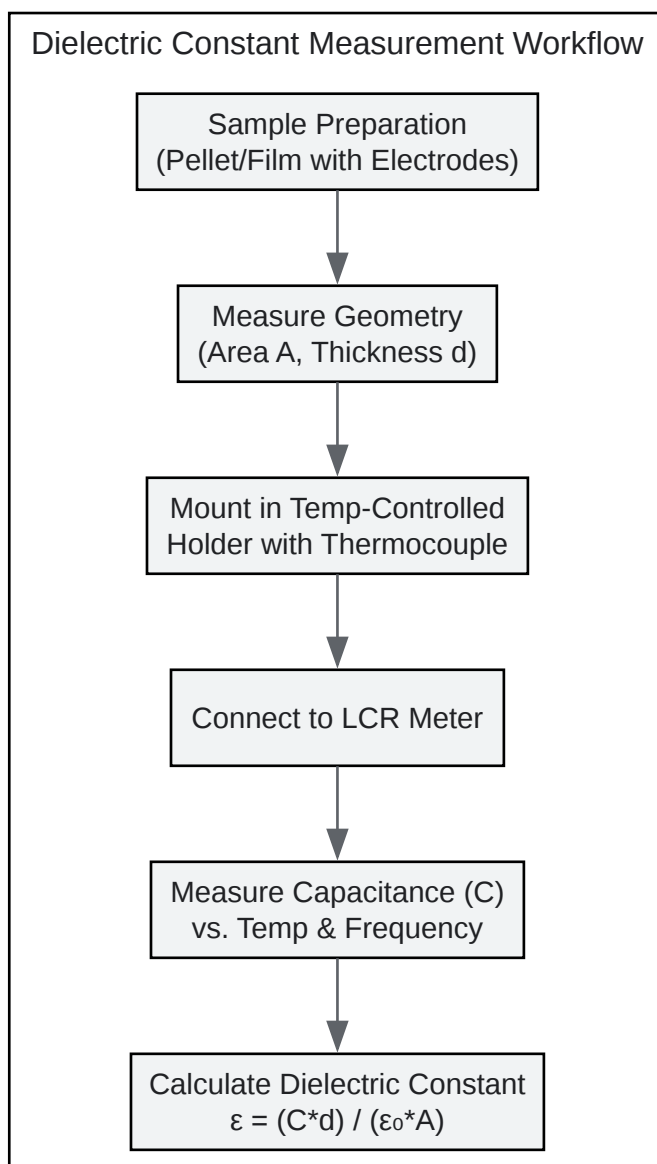 Dielectric Constant Measurement Workflow
Sample Preparation
(Pellet/Film with Electrodes)
Measure Geometry
(Area A, Thickness d)
Mount in Temp-Controlled
Holder with Thermocouple
Connect to LCR Meter
Measure Capacitance (C)
vs. Temp & Frequency
Calculate Dielectric Constant
ε = (C*d) / (ε₀*A)